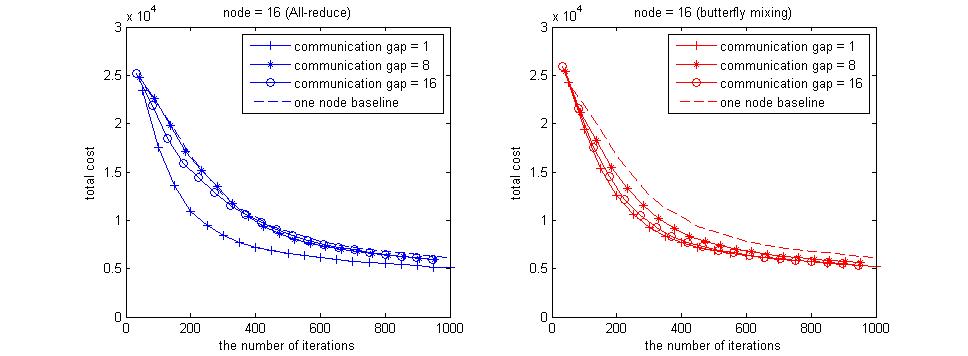 node = 16 (All-reduce)
x 10^4
3
2.5
2
1.5
1
0.5
0
total cost
communication gap = 1
communication gap = 8
communication gap = 16
one node baseline
0 200 400 600 800 1000
the number of iterations
node = 16 (butterfly mixing)
x 10^4
3
2.5
2
1.5
1
0.5
0
total cost
communication gap = 1
communication gap = 8
communication gap = 16
one node baseline
0 200 400 600 800 1000
the number of iterations